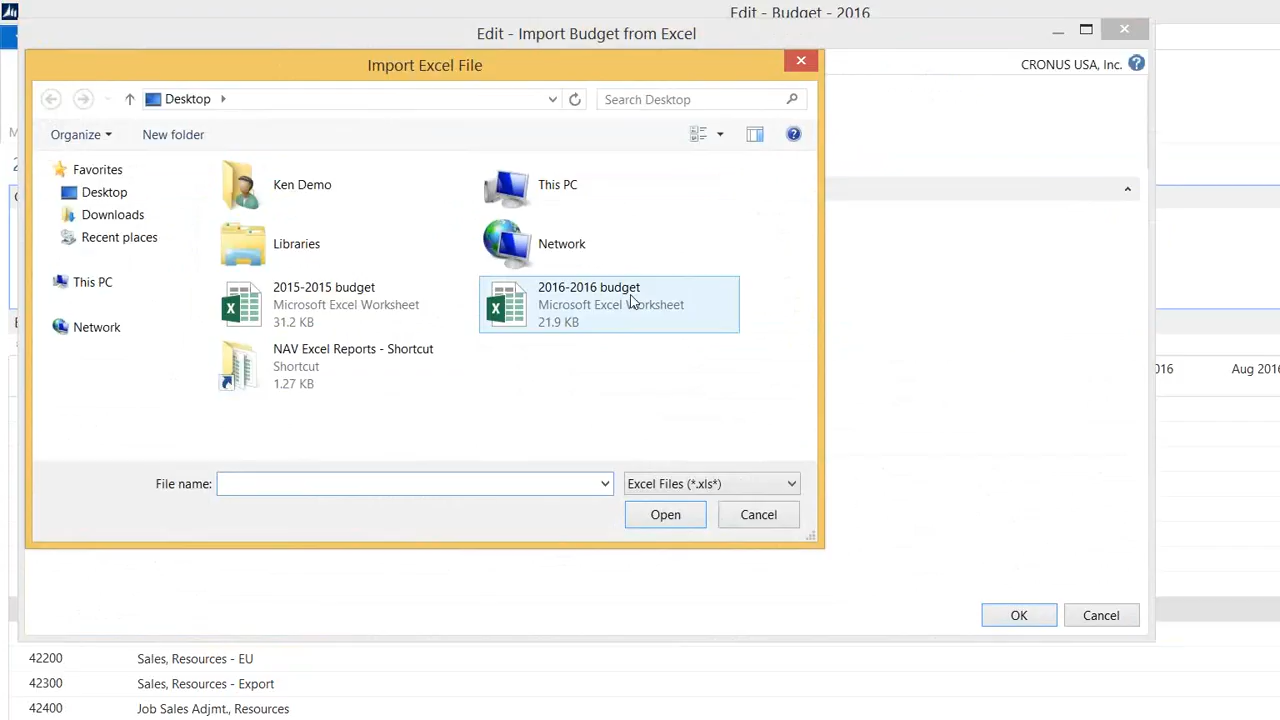 Edit - Budget - 2016
Edit - Import Budget from Excel
CRONUS USA, Inc.
Import Excel File
Desktop
Search Desktop
Organize
New folder
Favorites
Desktop
Downloads
Recent places
This PC
Network
Ken Demo
This PC
Libraries
Network
2015-2015 budget
Microsoft Excel Worksheet
31.2 KB
2016-2016 budget
Microsoft Excel Worksheet
21.9 KB
NAV Excel Reports - Shortcut
Shortcut
1.27 KB
File name:
Excel Files (*.xls*)
Open
Cancel
016
Aug 2016
OK
Cancel
42200 Sales, Resources - EU
42300 Sales, Resources - Export
42400 Job Sales Adjmt., Resources